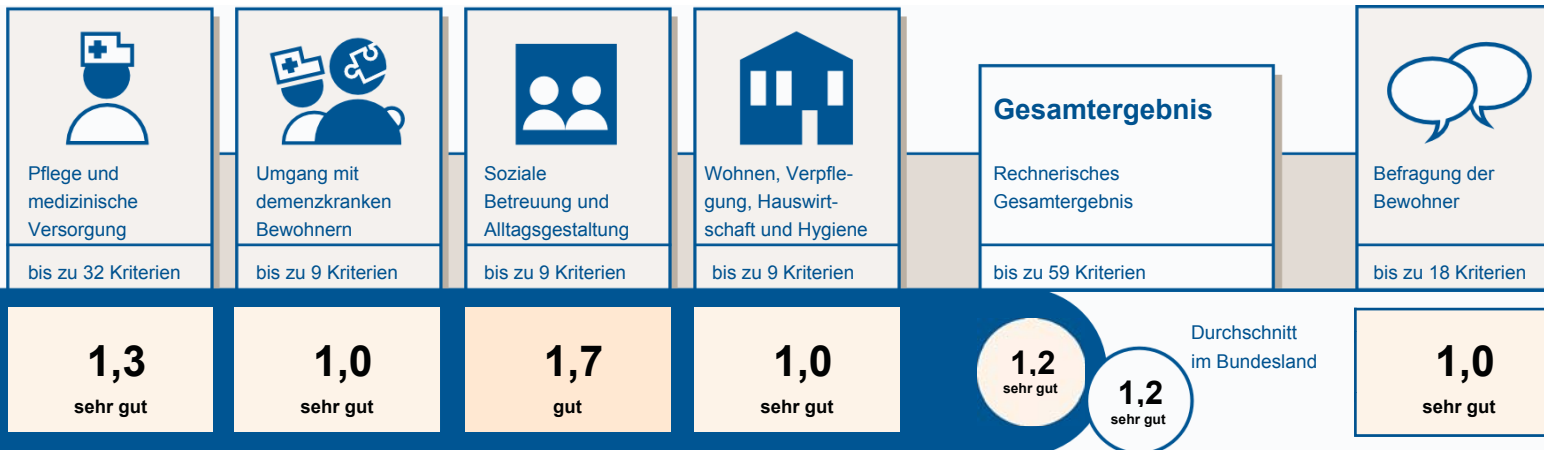 Pflege und
medizinische
Versorgung
bis zu 32 Kriterien
1,3
sehr gut
Umgang mit
demenzkranken
Bewohnern
bis zu 9 Kriterien
1,0
sehr gut
Soziale
Betreuung und
Alltagsgestaltung
bis zu 9 Kriterien
1,7
gut
Wohnen, Verpfle-
gung, Hauswirt-
schaft und Hygiene
bis zu 9 Kriterien
1,0
sehr gut
Gesamtergebnis
Rechnerisches
Gesamtergebnis
bis zu 59 Kriterien
1,2
sehr gut
Durchschnitt
im Bundesland
1,2
sehr gut
Befragung der
Bewohner
bis zu 18 Kriterien
1,0
sehr gut